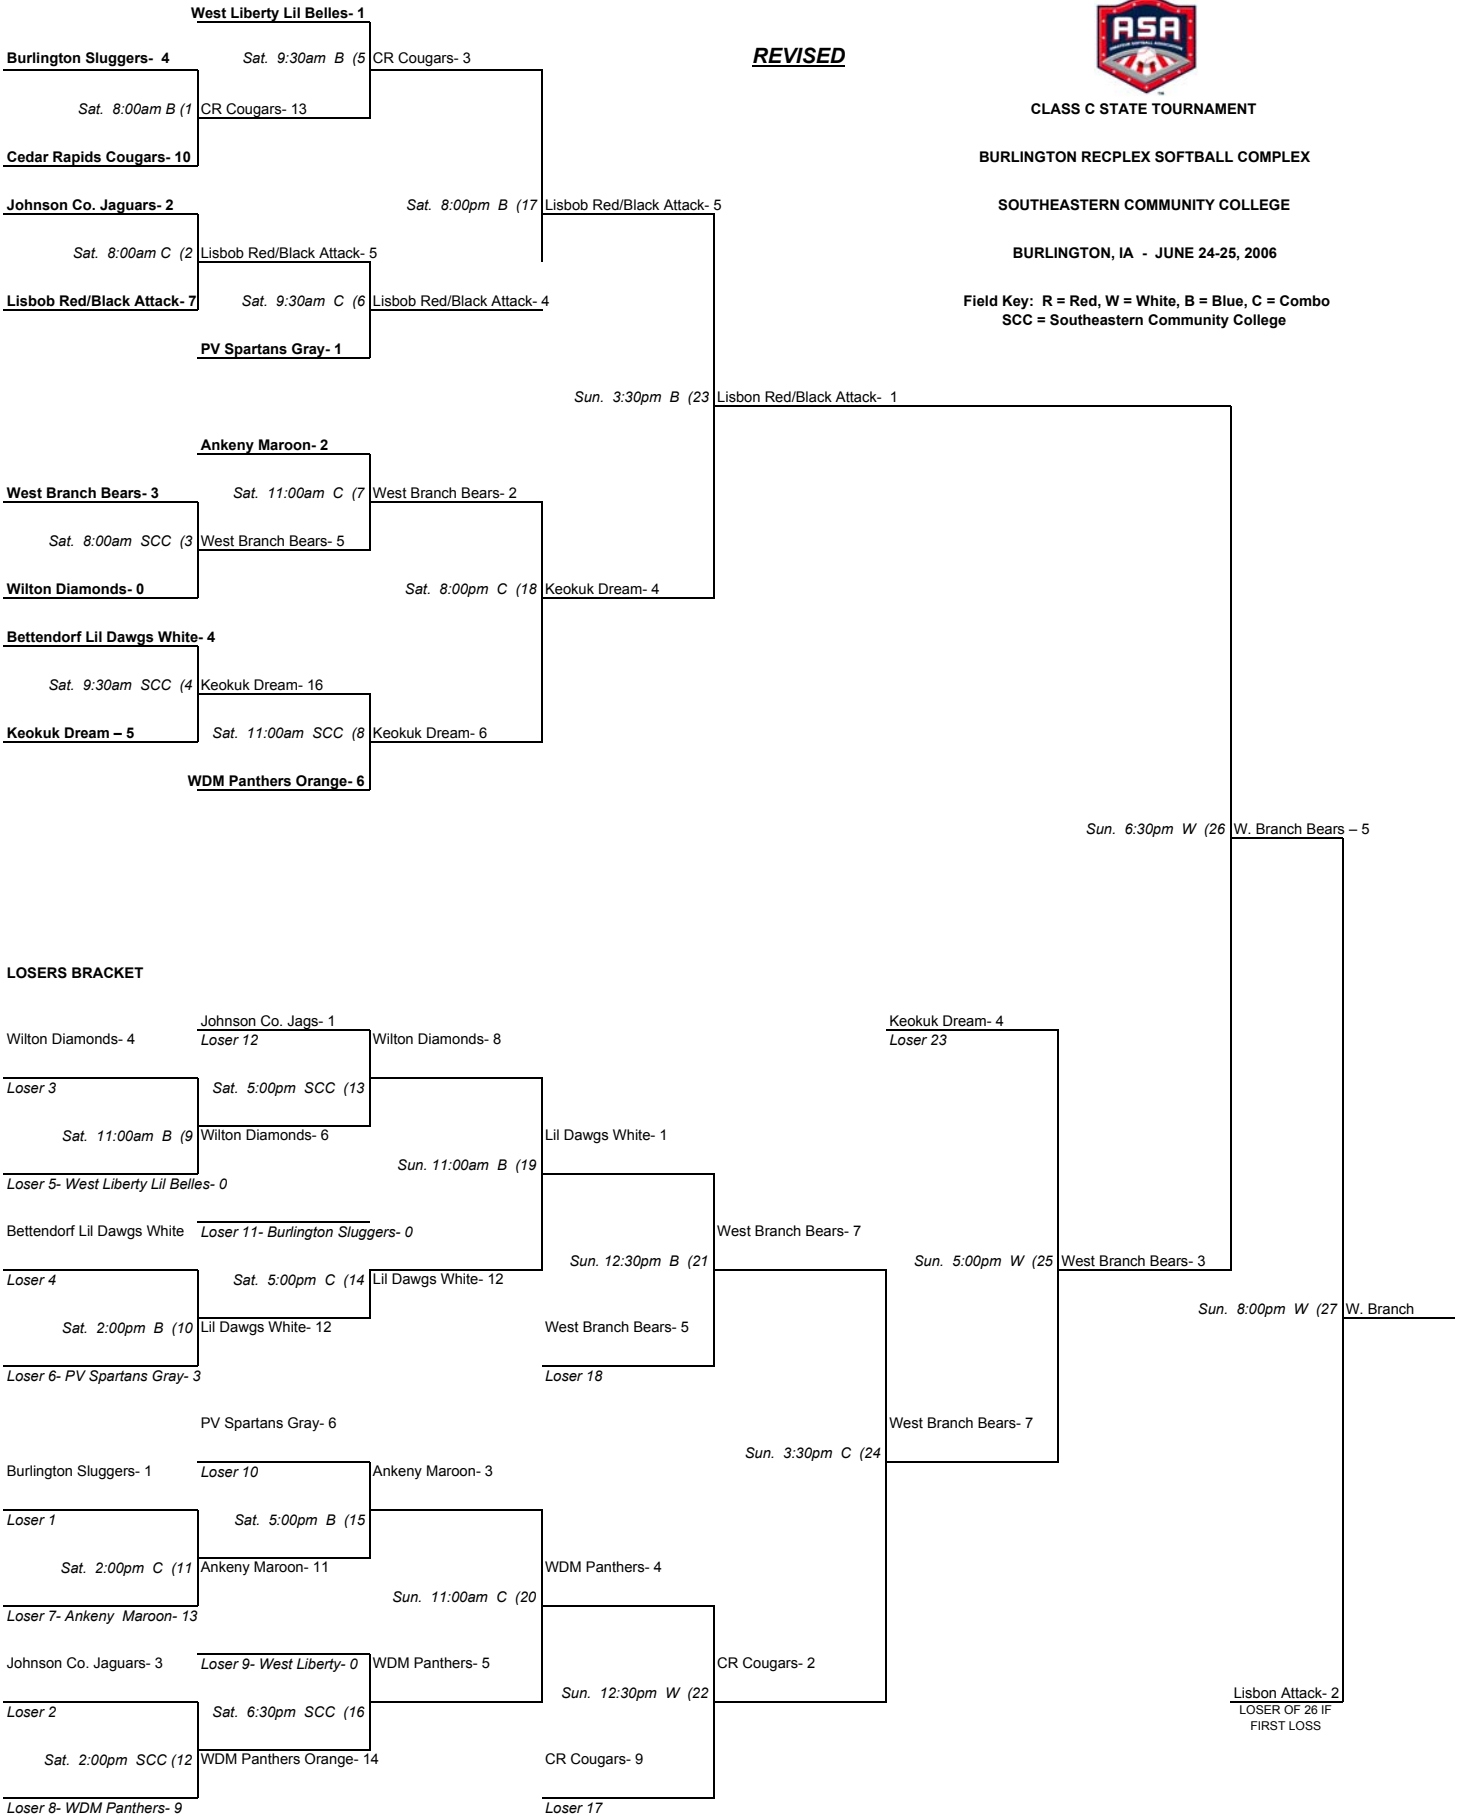 West Liberty Lil Belles- 1
Burlington Sluggers-  4
Sat.  9:30am  B  (5
CR Cougars- 3
REVISED
ASA
Sat.  8:00am B (1
CR Cougars- 13
CLASS C STATE TOURNAMENT
Cedar Rapids Cougars- 10
BURLINGTON RECPLEX SOFTBALL COMPLEX
Johnson Co. Jaguars- 2
Sat.  8:00pm  B  (17
Lisbob Red/Black Attack- 5
SOUTHEASTERN COMMUNITY COLLEGE
Sat.  8:00am C  (2
Lisbob Red/Black Attack- 5
BURLINGTON, IA  -  JUNE 24-25, 2006
Lisbob Red/Black Attack- 7
Sat.  9:30am  C  (6
Lisbob Red/Black Attack- 4
Field Key:  R = Red, W = White, B = Blue, C = Combo
SCC = Southeastern Community College
PV Spartans Gray- 1
Sun.  3:30pm  B  (23
Lisbon Red/Black Attack-  1
Ankeny Maroon- 2
West Branch Bears- 3
Sat.  11:00am  C  (7
West Branch Bears- 2
Sat.  8:00am  SCC  (3
West Branch Bears- 5
Wilton Diamonds- 0
Sat.  8:00pm  C  (18
Keokuk Dream- 4
Bettendorf Lil Dawgs White- 4
Sat.  9:30am  SCC  (4
Keokuk Dream- 16
Keokuk Dream – 5
Sat.  11:00am  SCC  (8
Keokuk Dream- 6
WDM Panthers Orange- 6
Sun.  6:30pm  W  (26
W. Branch Bears – 5
LOSERS BRACKET
Johnson Co. Jags- 1
Keokuk Dream- 4
Wilton Diamonds- 4
Loser 12
Wilton Diamonds- 8
Loser 23
Loser 3
Sat.  5:00pm  SCC  (13
Sat.  11:00am  B  (9
Wilton Diamonds- 6
Lil Dawgs White- 1
Sun. 11:00am  B  (19
Loser 5- West Liberty Lil Belles- 0
Bettendorf Lil Dawgs White
Loser 11- Burlington Sluggers- 0
West Branch Bears- 7
Sun. 12:30pm  B  (21
Sun.  5:00pm  W  (25
West Branch Bears- 3
Loser 4
Sat.  5:00pm  C  (14
Lil Dawgs White- 12
Sun.  8:00pm  W  (27
W. Branch
Sat.  2:00pm  B  (10
Lil Dawgs White- 12
West Branch Bears- 5
Loser 6- PV Spartans Gray- 3
Loser 18
PV Spartans Gray- 6
West Branch Bears- 7
Sun.  3:30pm  C  (24
Burlington Sluggers- 1
Loser 10
Ankeny Maroon- 3
Loser 1
Sat.  5:00pm  B  (15
Sat.  2:00pm  C  (11
Ankeny Maroon- 11
WDM Panthers- 4
Sun.  11:00am  C  (20
Loser 7- Ankeny  Maroon- 13
Johnson Co. Jaguars- 3
Loser 9- West Liberty- 0
WDM Panthers- 5
CR Cougars- 2
Sun.  12:30pm  W  (22
Lisbon Attack- 2
Loser 2
Sat.  6:30pm  SCC  (16
LOSER OF 26 IF
FIRST LOSS
Sat.  2:00pm  SCC (12
WDM Panthers Orange- 14
CR Cougars- 9
Loser 8- WDM Panthers- 9
Loser 17